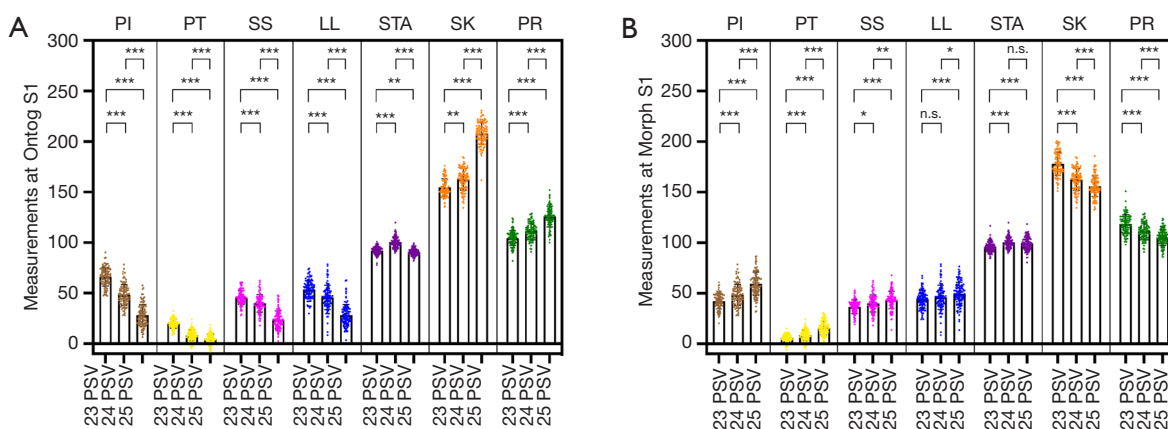 A
PI PT SS LL STA SK PR
Measurements at Ontog S1
300
250
200
150
100
50
0
*** *** *** *** *** *** ***
*** *** *** *** ** *** ***
*** *** *** *** *** ** ***
23 PSV 24 PSV 25 PSV 23 PSV 24 PSV 25 PSV 23 PSV 24 PSV 25 PSV 23 PSV 24 PSV 25 PSV 23 PSV 24 PSV 25 PSV 23 PSV 24 PSV 25 PSV 23 PSV 24 PSV 25 PSV
B
PI PT SS LL STA SK PR
Measurements at Morph S1
300
250
200
150
100
50
0
*** *** ** * n.s. *** ***
*** *** *** *** *** *** ***
*** *** * n.s. *** *** ***
23 PSV 24 PSV 25 PSV 23 PSV 24 PSV 25 PSV 23 PSV 24 PSV 25 PSV 23 PSV 24 PSV 25 PSV 23 PSV 24 PSV 25 PSV 23 PSV 24 PSV 25 PSV 23 PSV 24 PSV 25 PSV